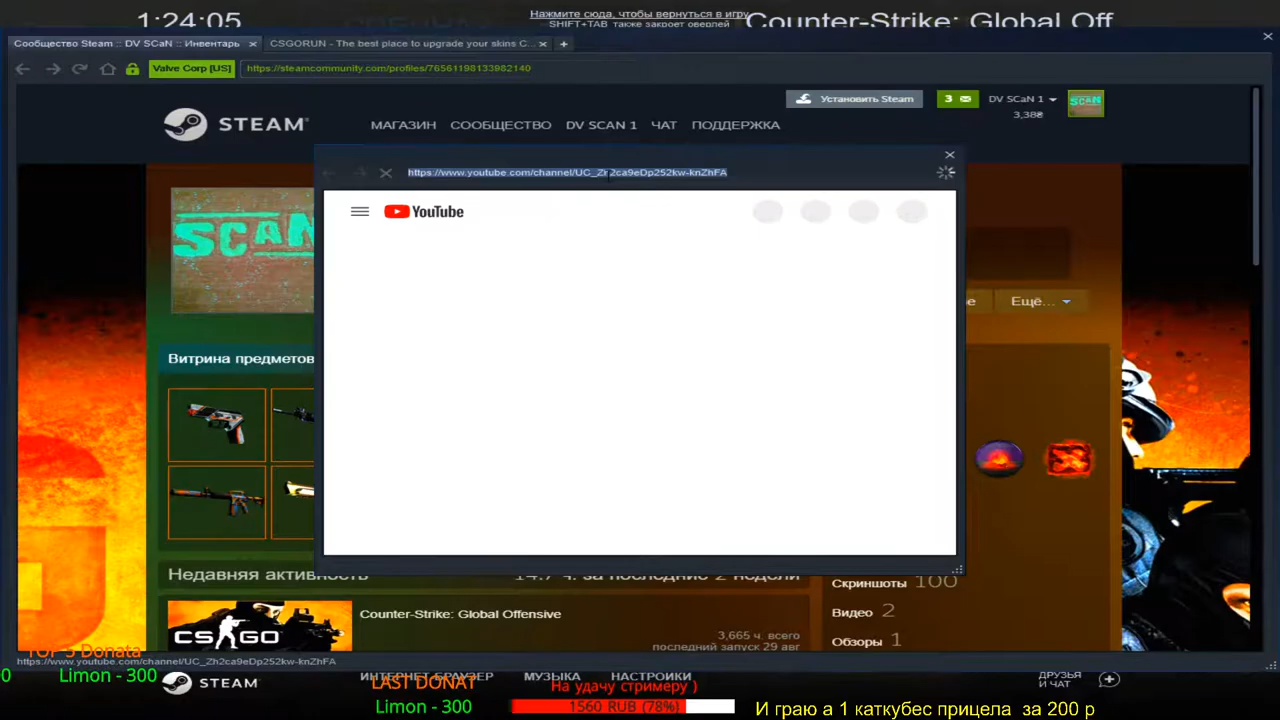 1:24:05
Нажмите сюда, чтобы вернуться в игру
SHIFT+TAB также закроет оверлей
Counter-Strike: Global Off
Сообщество Steam :: DV SCaN :: Инвентарь
CSGORUN - The best place to upgrade your skins C...
Valve Corp [US]
https://steamcommunity.com/profiles/76561198133982140
Установить Steam
3
DV SCaN 1
3,38₴
STEAM
МАГАЗИН СООБЩЕСТВО DV SCAN 1 ЧАТ ПОДДЕРЖКА
https://www.youtube.com/channel/UC_Zh2ca9eDp252kw-knZhFA
YouTube
SCaN
е
Ещё...
Витрина предметов
Недавняя активность
14.7 ч. за последние 2 недели
Скриншоты 100
Видео 2
Обзоры 1
CS GO
Counter-Strike: Global Offensive
3,665 ч. всего
последний запуск 29 авг
TOP 5 Donata
https://www.youtube.com/channel/UC_Zh2ca9eDp252kw-knZhFA
0
Limon - 300
STEAM
ИНТЕРНЕТ-БРАУЗЕР
МУЗЫКА
НАСТРОЙКИ
ДРУЗЬЯ
И ЧАТ
LAST DONAT
Limon - 300
На удачу стримеру )
1560 RUB (78%)
И граю а 1 каткубес прицела за 200 р